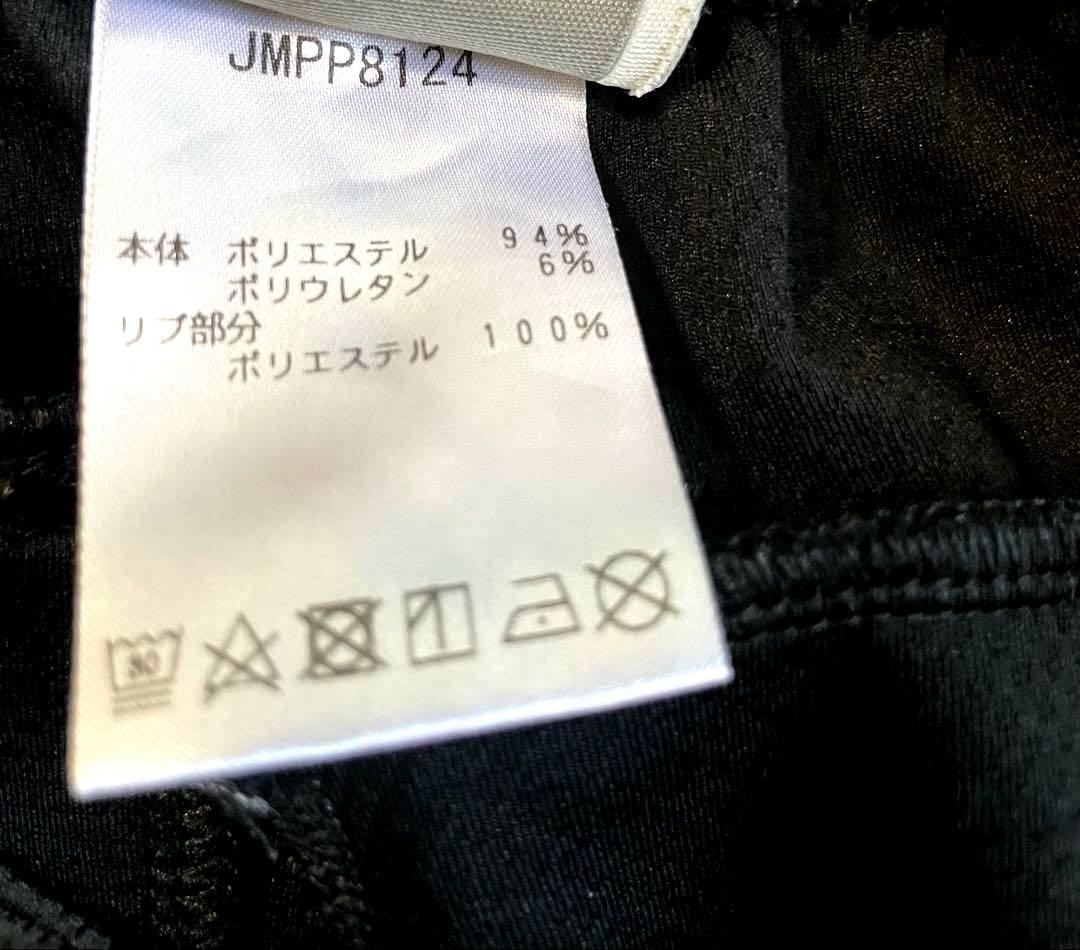 JMPP8124
本体 ポリエステル 94%
ポリウレタン 6%
リブ部分
ポリエステル 100%
30